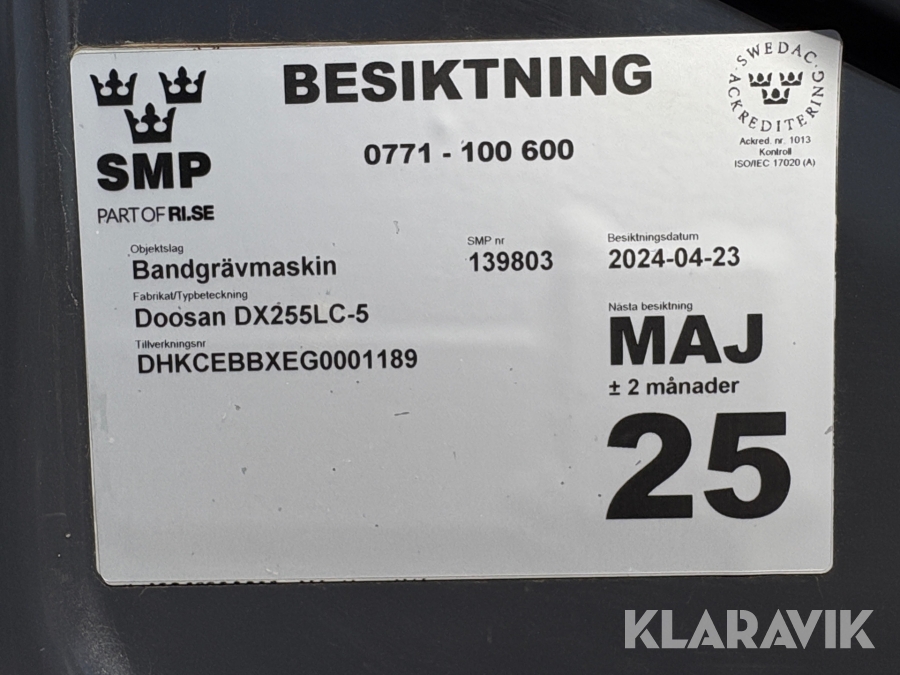 BESIKTNING
0771 - 100 600
SMP
PART OF RI.SE
SWEDAC ACKREDITERING
Ackred. nr. 1013
Kontroll
ISO/IEC 17020 (A)
Objektslag
Bandgrävmaskin
SMP nr
139803
Besiktningsdatum
2024-04-23
Fabrikat/Typbeteckning
Doosan DX255LC-5
Tillverkningsnr
DHKCEBBXEG0001189
Nästa besiktning
MAJ
± 2 månader
25
KLARAVIK